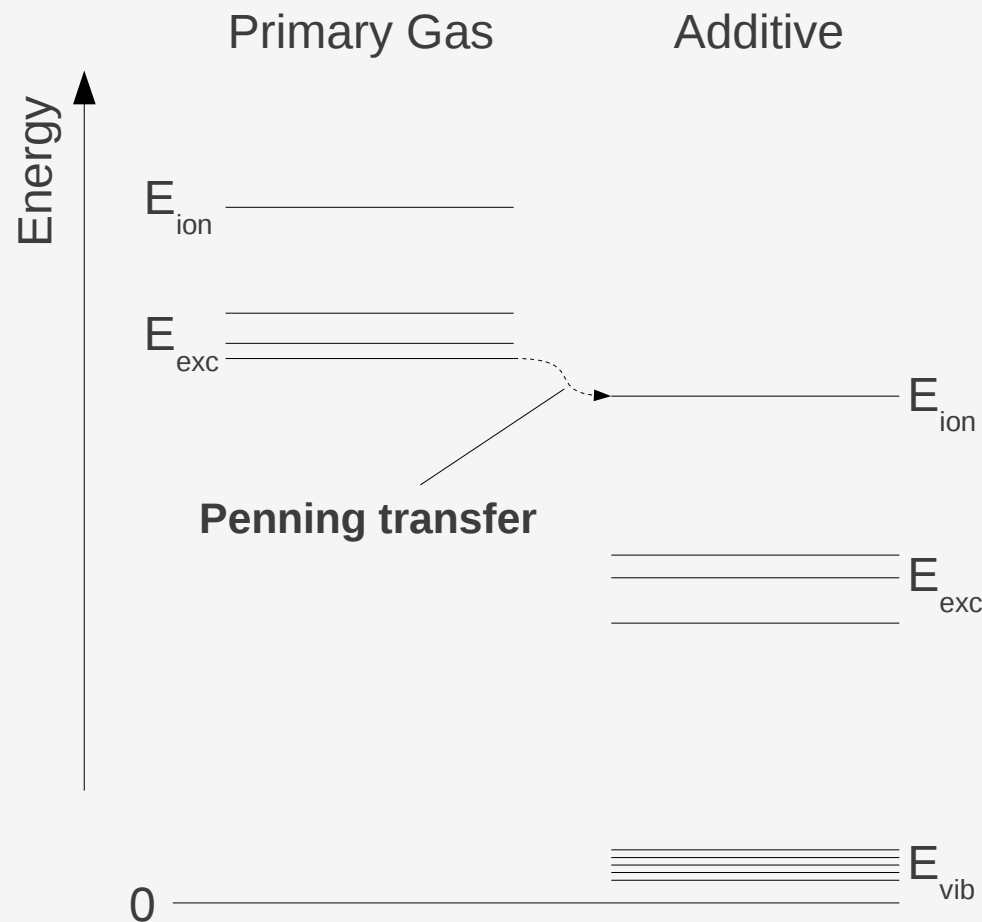 Primary Gas
Additive
Energy
E ion
E exc
E ion
Penning transfer
E exc
E vib
0